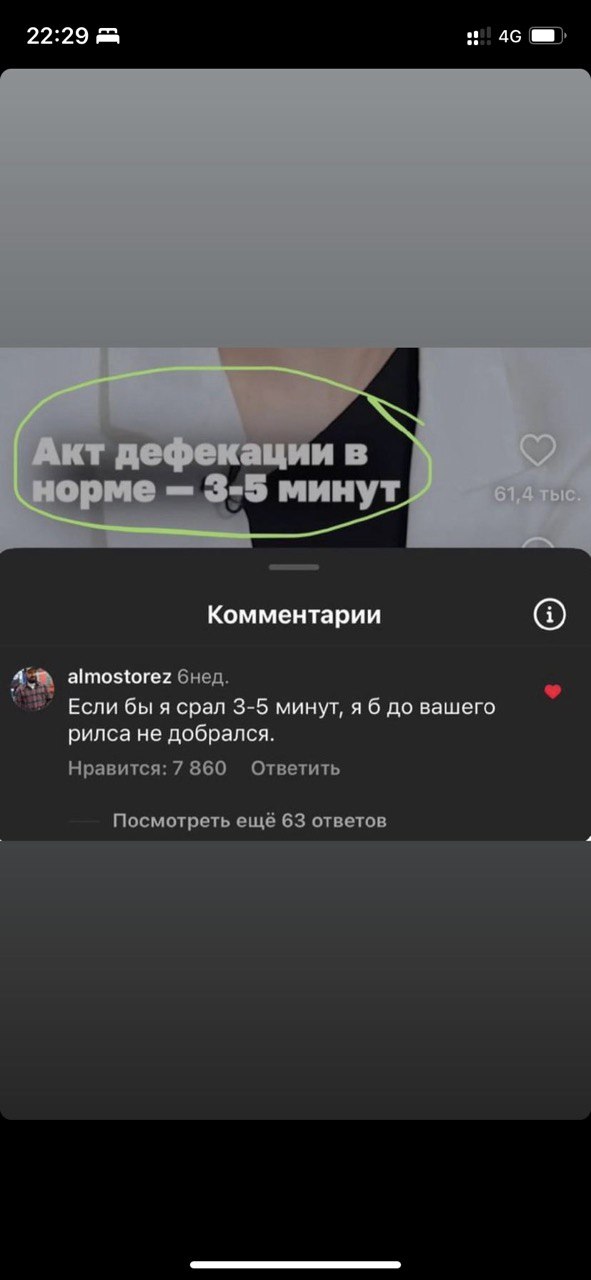 22:29 4G
Акт дефекации в
норме — 3-5 минут
61,4 тыс.
Комментарии
almostorez 6нед.
Если бы я срал 3-5 минут, я б до вашего
рилса не добрался.
Нравится: 7 860 Ответить
Посмотреть ещё 63 ответов